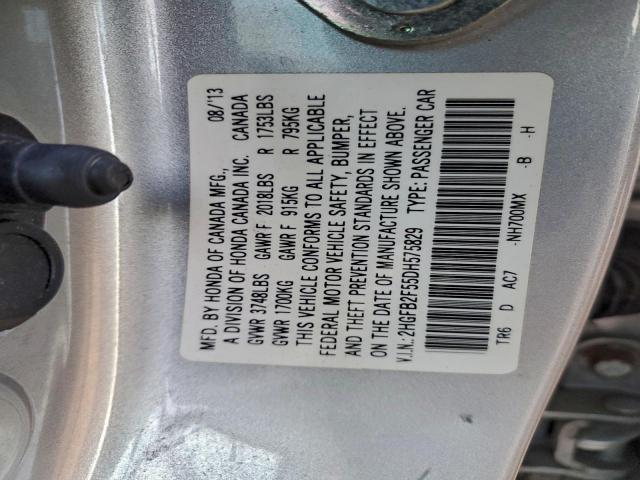 MFD. BY HONDA OF CANADA MFG., 08/'13
A DIVISION OF HONDA CANADA INC. CANADA
GVWR 3748LBS GAWR F 2018LBS R 1753LBS
GVWR 1700KG GAWR F 915KG R 795KG
THIS VEHICLE CONFORMS TO ALL APPLICABLE
FEDERAL MOTOR VEHICLE SAFETY, BUMPER,
AND THEFT PREVENTION STANDARDS IN EFFECT
ON THE DATE OF MANUFACTURE SHOWN ABOVE.
V.I.N.: 2HGFB2F55DH575829 TYPE: PASSENGER CAR
TR6 D AC7 -NH700MX -B -H